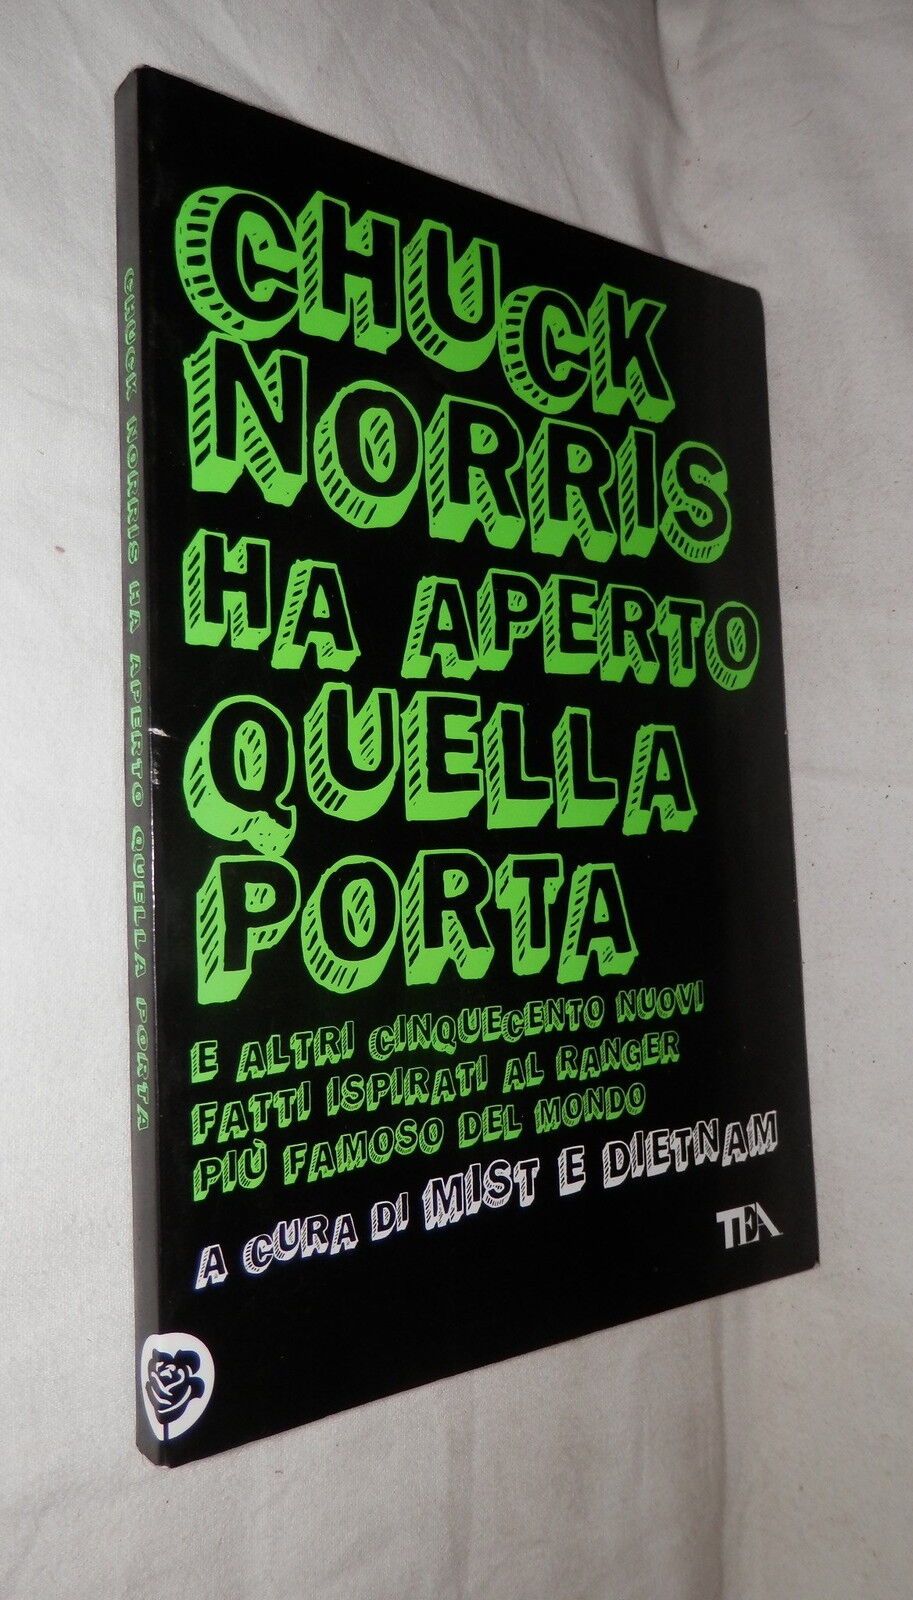 CHUCK
NORRIS
HA APERTO
QUELLA
PORTA
E ALTRI CINQUECENTO NUOVI
FATTI ISPIRATI AL RANGER
PIÙ FAMOSO DEL MONDO
A CURA DI MIST E DIETNAM
TEA
CHUCK NORRIS HA APERTO QUELLA PORTA